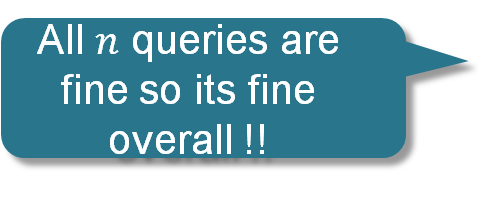 All n queries are
fine so its fine
overall !!